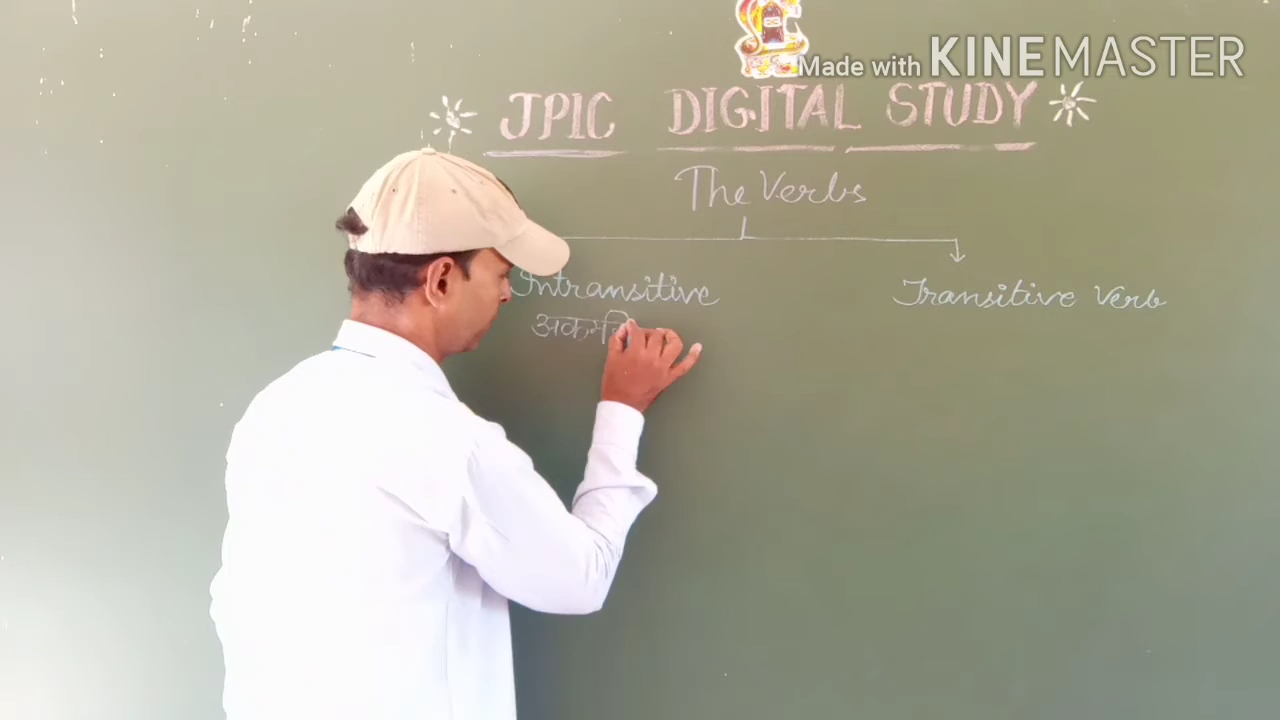 Made with KINEMASTER
JPIC DIGITAL STUDY
The Verbs
Intransitive
Transitive Verb